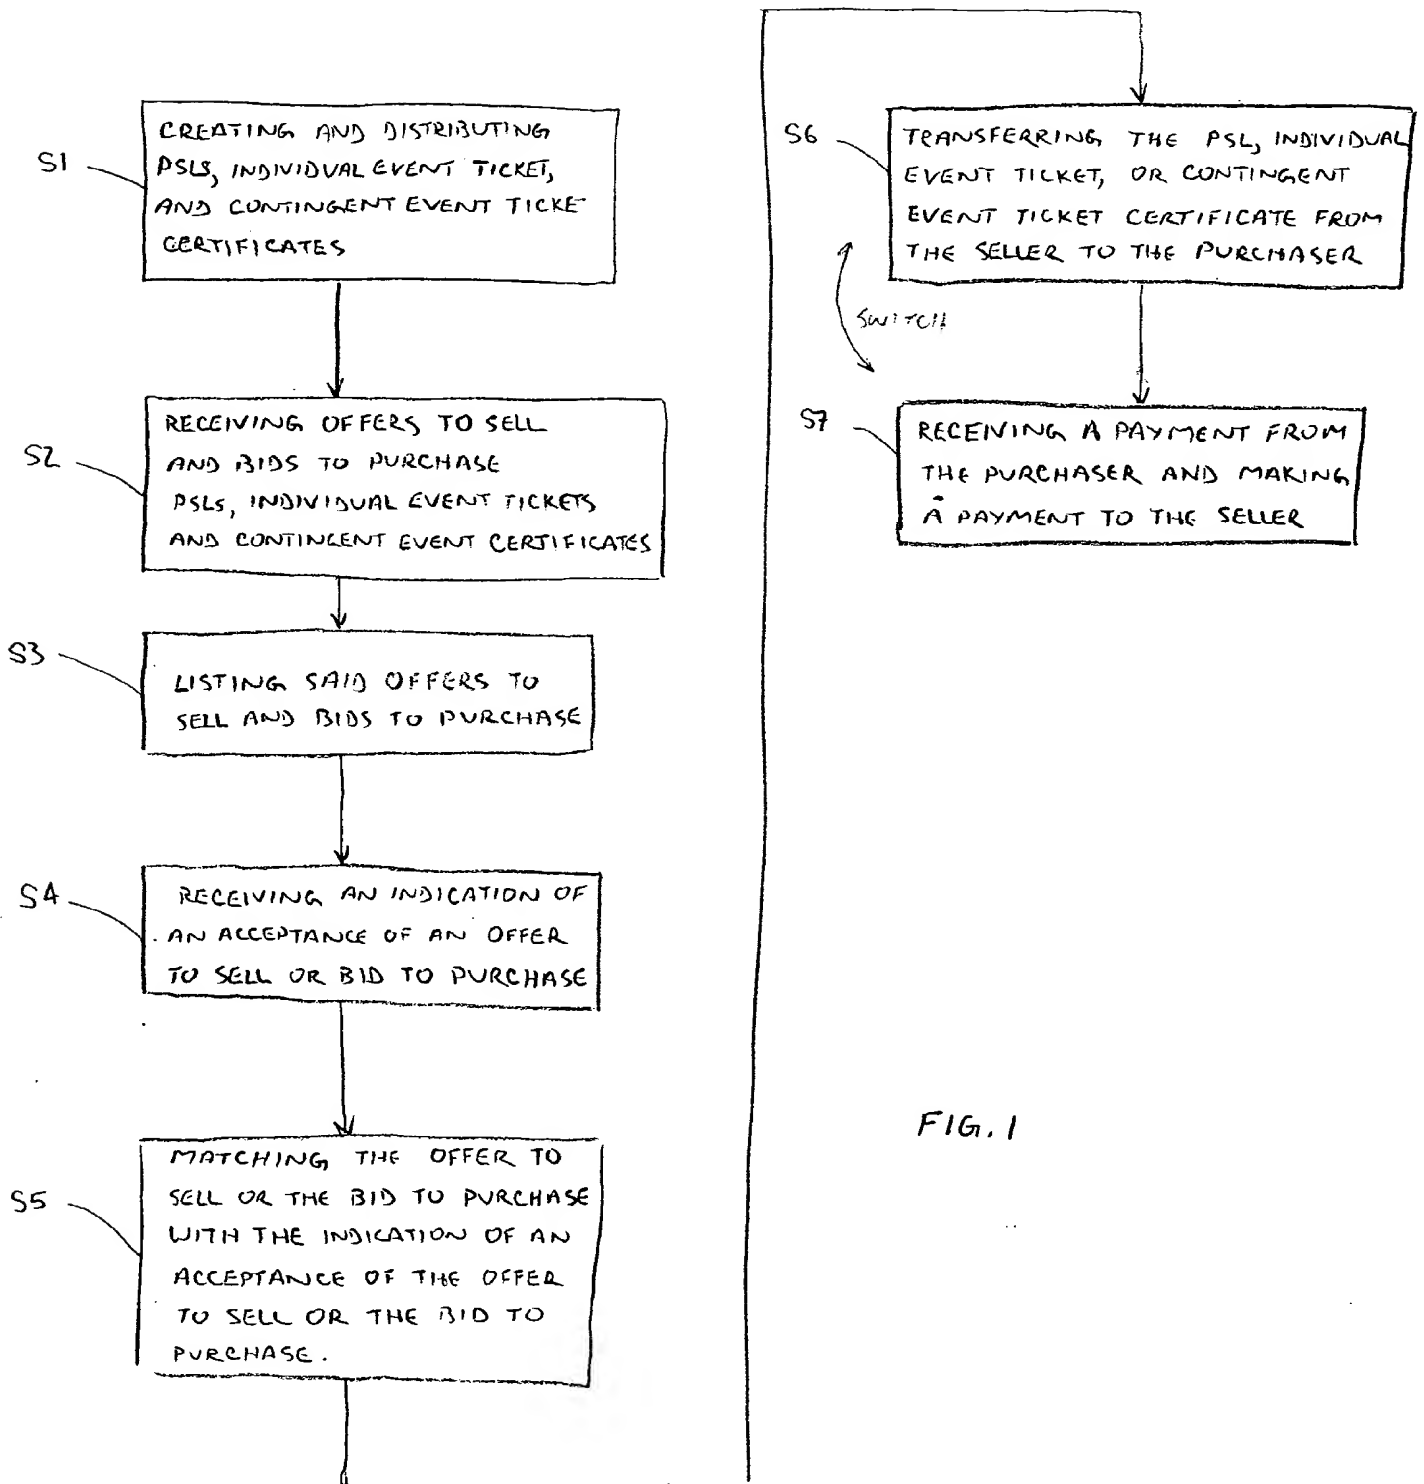 S1
CREATING AND DISTRIBUTING
PSLS, INDIVIDUAL EVENT TICKET,
AND CONTINGENT EVENT TICKE
CERTIFICATES
S2
RECEIVING OFFERS TO SELL
AND BIDS TO PURCHASE
PSLS, INDIVIDUAL EVENT TICKETS
AND CONTINGENT EVENT CERTIFICATES
S3
LISTING SAID OFFERS TO
SELL AND BIDS TO PURCHASE
S4
RECEIVING AN INDICATION OF
AN ACCEPTANCE OF AN OFFER
TO SELL OR BID TO PURCHASE
S5
MATCHING THE OFFER TO
SELL OR THE BID TO PURCHASE
WITH THE INDICATION OF AN
ACCEPTANCE OF THE OFFER
TO SELL OR THE BID TO
PURCHASE.
S6
TRANSFERRING THE PSL, INDIVIDUAL
EVENT TICKET, OR CONTINGENT
EVENT TICKET CERTIFICATE FROM
THE SELLER TO THE PURCHASER
SWITCH
S7
RECEIVING A PAYMENT FROM
THE PURCHASER AND MAKING
A PAYMENT TO THE SELLER
FIG. 1